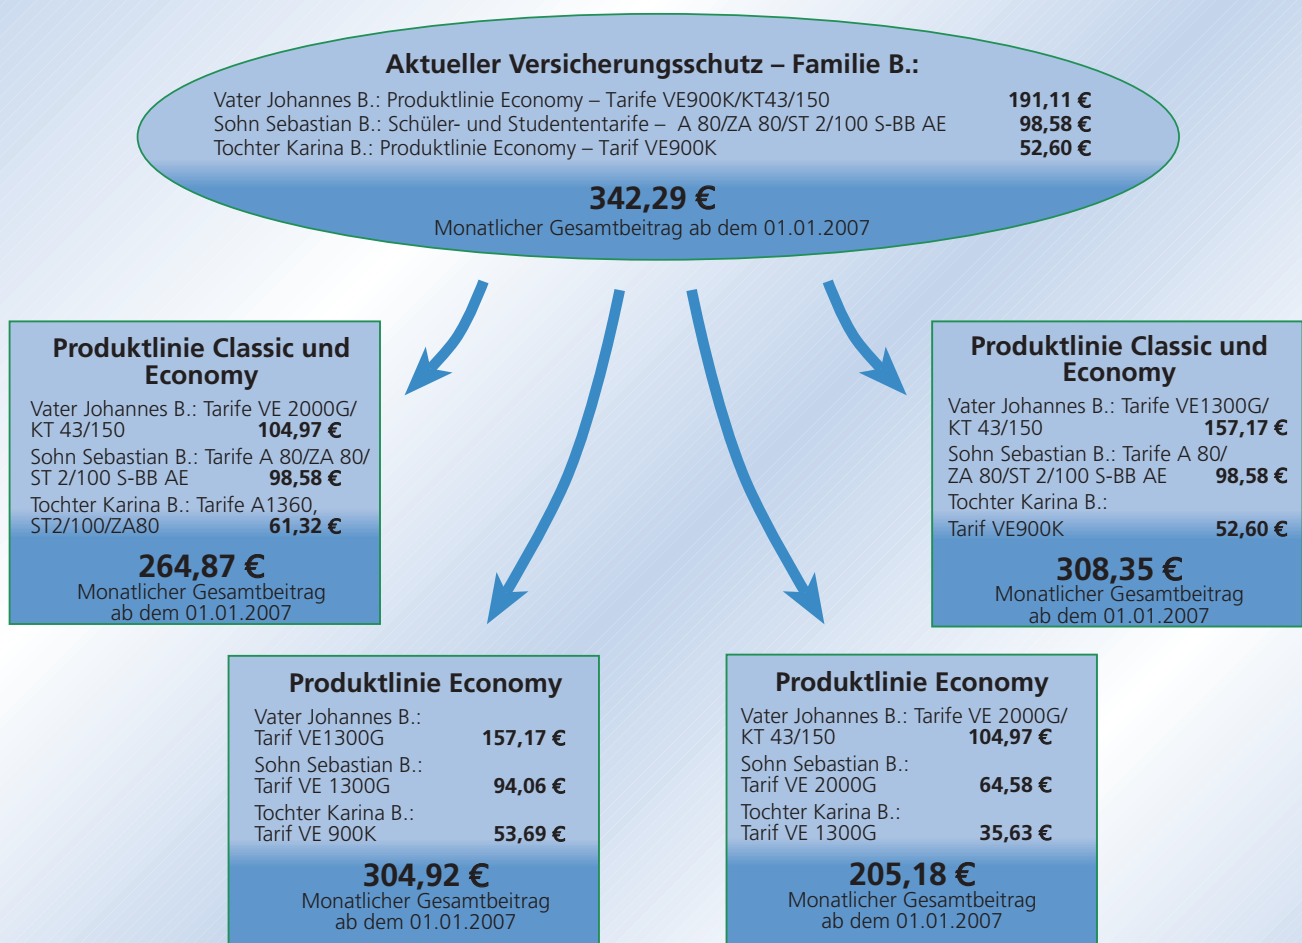 Aktueller Versicherungsschutz – Familie B.:
Vater Johannes B.: Produktlinie Economy – Tarife VE900K/KT43/150 191,11 €
Sohn Sebastian B.: Schüler- und Studententarife – A 80/ZA 80/ST 2/100 S-BB AE 98,58 €
Tochter Karina B.: Produktlinie Economy – Tarif VE900K 52,60 €
342,29 €
Monatlicher Gesamtbeitrag ab dem 01.01.2007
Produktlinie Classic und
Economy
Vater Johannes B.: Tarife VE 2000G/
KT 43/150 104,97 €
Sohn Sebastian B.: Tarife A 80/ZA 80/
ST 2/100 S-BB AE 98,58 €
Tochter Karina B.: Tarife A1360,
ST2/100/ZA80 61,32 €
264,87 €
Monatlicher Gesamtbeitrag
ab dem 01.01.2007
Produktlinie Classic und
Economy
Vater Johannes B.: Tarife VE1300G/
KT 43/150 157,17 €
Sohn Sebastian B.: Tarife A 80/
ZA 80/ST 2/100 S-BB AE 98,58 €
Tochter Karina B.:
Tarif VE900K 52,60 €
308,35 €
Monatlicher Gesamtbeitrag
ab dem 01.01.2007
Produktlinie Economy
Vater Johannes B.:
Tarif VE1300G 157,17 €
Sohn Sebastian B.:
Tarif VE 1300G 94,06 €
Tochter Karina B.:
Tarif VE 900K 53,69 €
304,92 €
Monatlicher Gesamtbeitrag
ab dem 01.01.2007
Produktlinie Economy
Vater Johannes B.: Tarife VE 2000G/
KT 43/150 104,97 €
Sohn Sebastian B.:
Tarif VE 2000G 64,58 €
Tochter Karina B.:
Tarif VE 1300G 35,63 €
205,18 €
Monatlicher Gesamtbeitrag
ab dem 01.01.2007